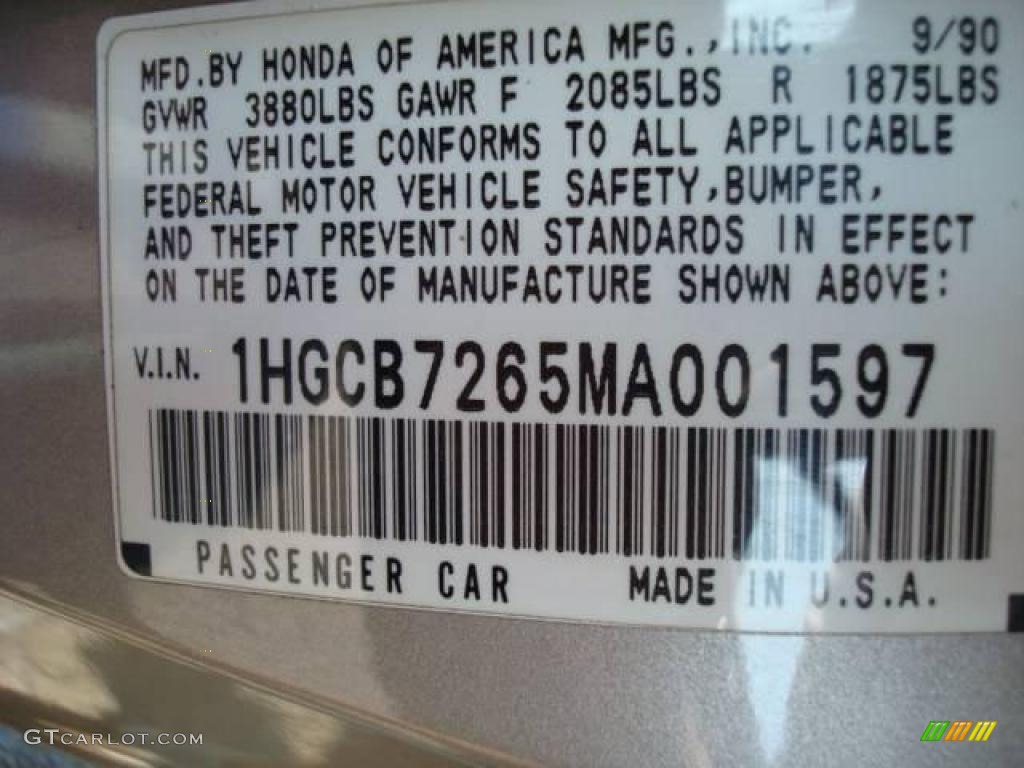 MFD.BY HONDA OF AMERICA MFG.,INC. 9/90
GVWR 3880LBS GAWR F 2085LBS R 1875LBS
THIS VEHICLE CONFORMS TO ALL APPLICABLE
FEDERAL MOTOR VEHICLE SAFETY,BUMPER,
AND THEFT PREVENTION STANDARDS IN EFFECT
ON THE DATE OF MANUFACTURE SHOWN ABOVE:
V.I.N. 1HGCB7265MA001597
PASSENGER CAR MADE IN U.S.A.
GTCARLOT.COM